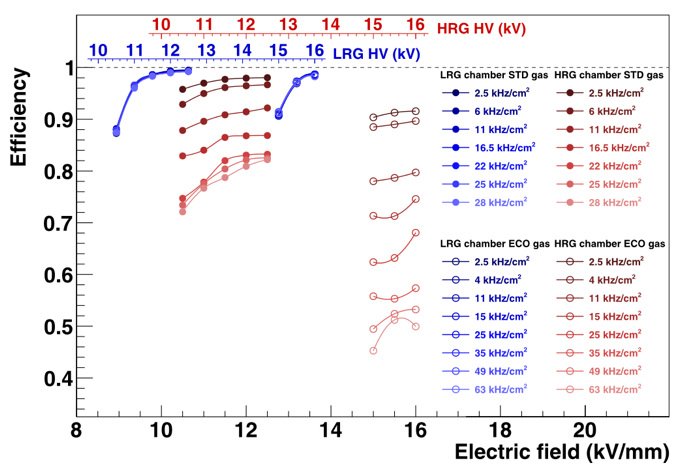 10 11 12 13 14 15 16 HRG HV (kV)
10 11 12 13 14 15 16 LRG HV (kV)
Efficiency
1
0.9
0.8
0.7
0.6
0.5
0.4
LRG chamber STD gas
2.5 kHz/cm²
6 kHz/cm²
11 kHz/cm²
16.5 kHz/cm²
22 kHz/cm²
25 kHz/cm²
28 kHz/cm²
HRG chamber STD gas
2.5 kHz/cm²
6 kHz/cm²
11 kHz/cm²
16.5 kHz/cm²
22 kHz/cm²
25 kHz/cm²
28 kHz/cm²
LRG chamber ECO gas
2.5 kHz/cm²
4 kHz/cm²
11 kHz/cm²
15 kHz/cm²
25 kHz/cm²
35 kHz/cm²
49 kHz/cm²
63 kHz/cm²
HRG chamber ECO gas
2.5 kHz/cm²
4 kHz/cm²
11 kHz/cm²
15 kHz/cm²
25 kHz/cm²
35 kHz/cm²
49 kHz/cm²
63 kHz/cm²
8 10 12 14 16 18 20
Electric field (kV/mm)